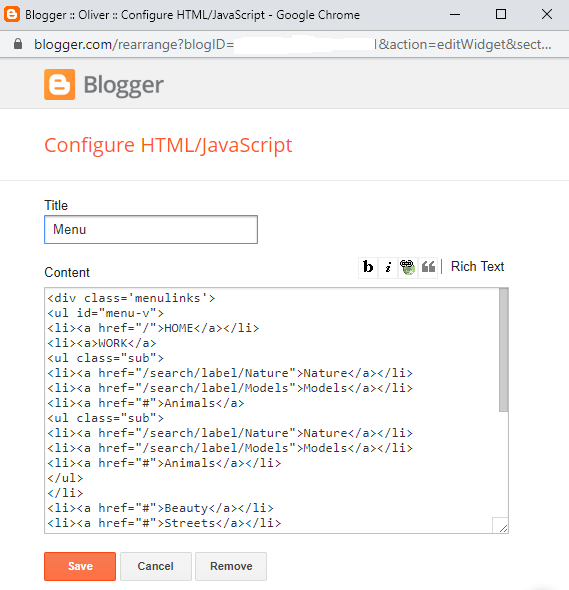 Blogger :: Oliver :: Configure HTML/JavaScript - Google Chrome
blogger.com/rearrange?blogID= 1&action=editWidget&sect...
Blogger
Configure HTML/JavaScript
Title
Menu
Content
b i Rich Text
<div class='menulinks'>
<ul id="menu-v">
<li><a href="/">HOME</a></li>
<li><a>WORK</a>
<ul class="sub">
<li><a href="/search/label/Nature">Nature</a></li>
<li><a href="/search/label/Models">Models</a></li>
<li><a href="#">Animals</a>
<ul class="sub">
<li><a href="/search/label/Nature">Nature</a></li>
<li><a href="/search/label/Models">Models</a></li>
<li><a href="#">Animals</a></li>
</ul>
</li>
<li><a href="#">Beauty</a></li>
<li><a href="#">Streets</a></li>
Save Cancel Remove